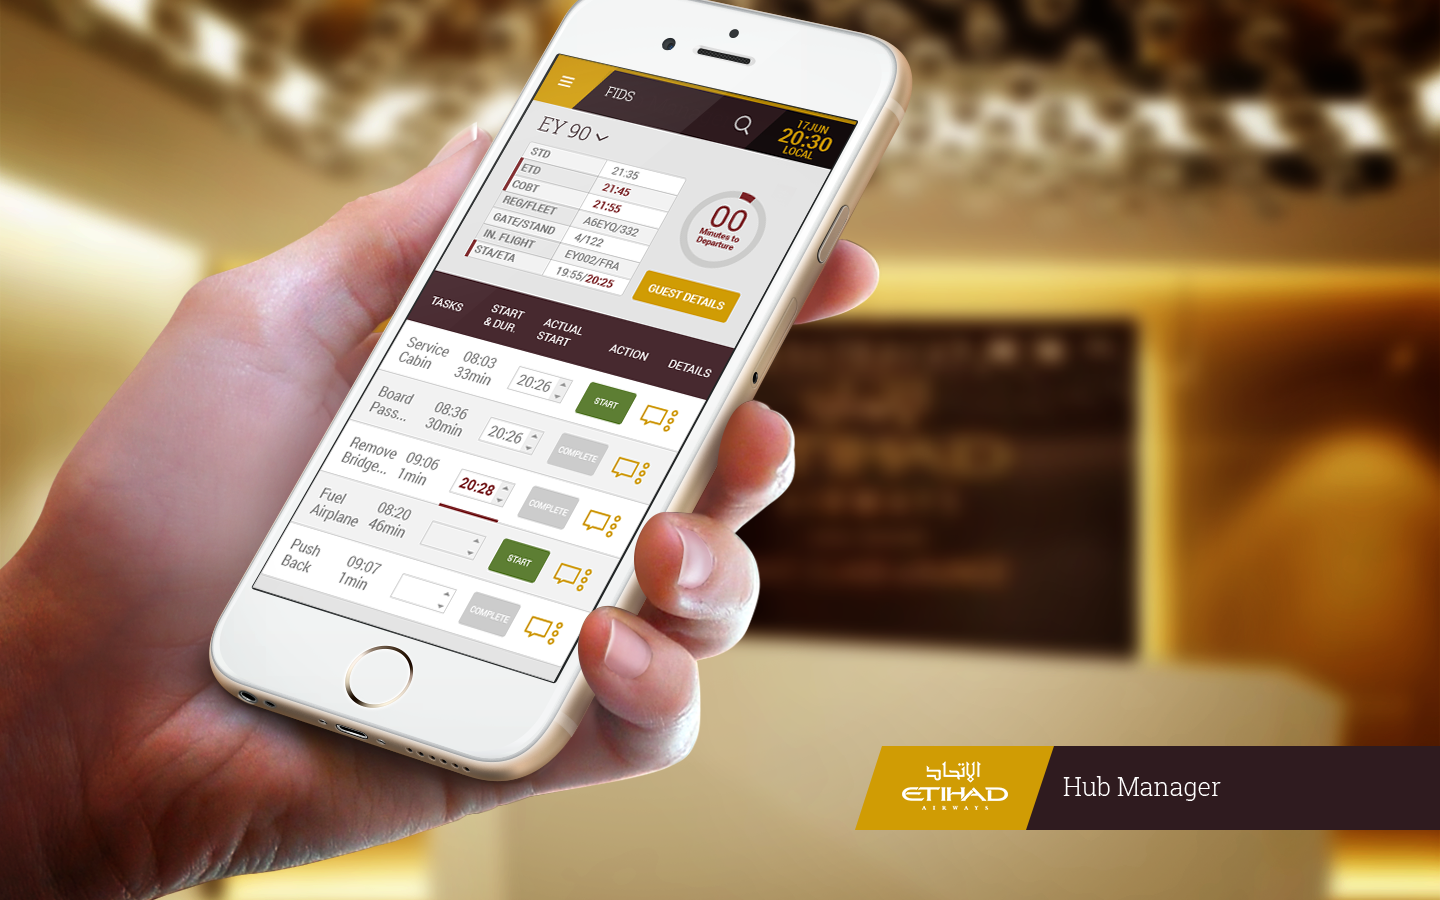 FIDS
17JUN
20:30
LOCAL
EY 90
STD 21:35
ETD 21:45
COBT 21:55
REG/FLEET A6EYQ/332
GATE/STAND 4/122
IN. FLIGHT EY002/FRA
STA/ETA 19:55/20:25
00
Minutes to
Departure
GUEST DETAILS
TASKS START & DUR. ACTUAL START ACTION DETAILS
Service Cabin 08:03 33min 20:26 START
Board Pass... 08:36 30min 20:26 COMPLETE
Remove Bridge... 09:06 1min 20:28 COMPLETE
Fuel Airplane 08:20 46min START
Push Back 09:07 1min COMPLETE
الإتحاد
ETIHAD
AIRWAYS
Hub Manager